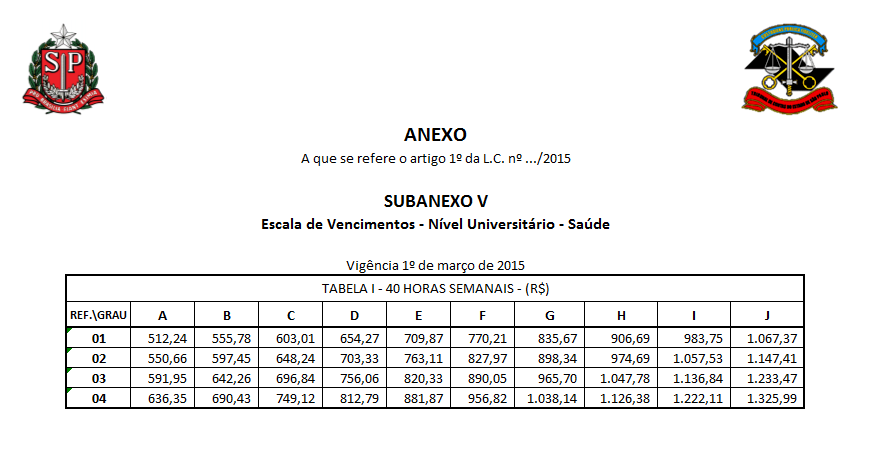 SP
ANEXO
A que se refere o artigo 1º da L.C. nº .../2015
SUBANEXO V
Escala de Vencimentos - Nível Universitário - Saúde
Vigência 1º de março de 2015
TABELA I - 40 HORAS SEMANAIS - (R$)
REF.\GRAU A B C D E F G H I J
01 512,24 555,78 603,01 654,27 709,87 770,21 835,67 906,69 983,75 1.067,37
02 550,66 597,45 648,24 703,33 763,11 827,97 898,34 974,69 1.057,53 1.147,41
03 591,95 642,26 696,84 756,06 820,33 890,05 965,70 1.047,78 1.136,84 1.233,47
04 636,35 690,43 749,12 812,79 881,87 956,82 1.038,14 1.126,38 1.222,11 1.325,99